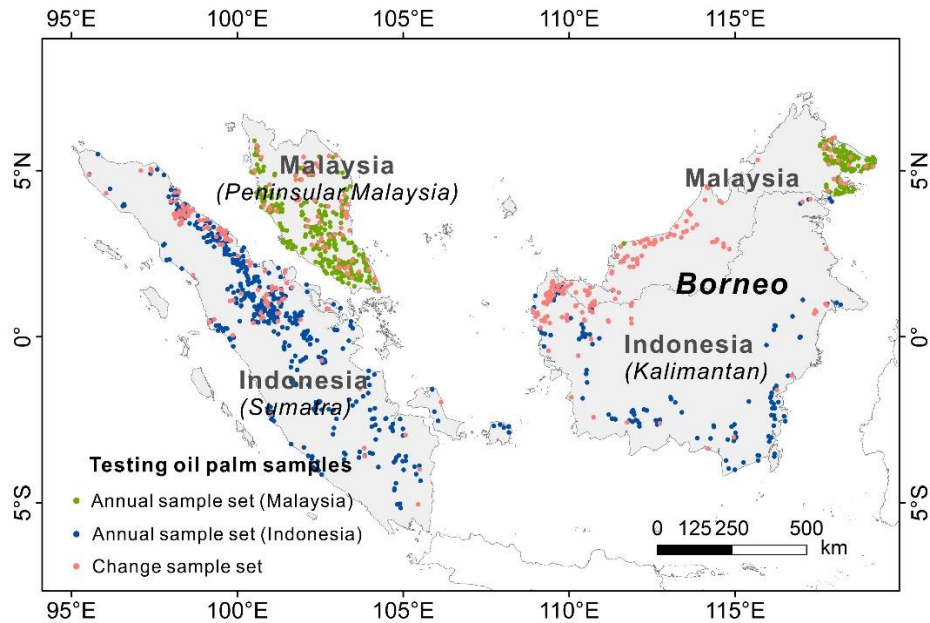 95°E 100°E 105°E 110°E 115°E
5°N
5°N
Malaysia
(Peninsular Malaysia)
Malaysia
Borneo
0°
0°
Indonesia
(Kalimantan)
Indonesia
(Sumatra)
Testing oil palm samples
Annual sample set (Malaysia)
Annual sample set (Indonesia)
Change sample set
5°S
5°S
0 125 250 500
km
95°E 100°E 105°E 110°E 115°E